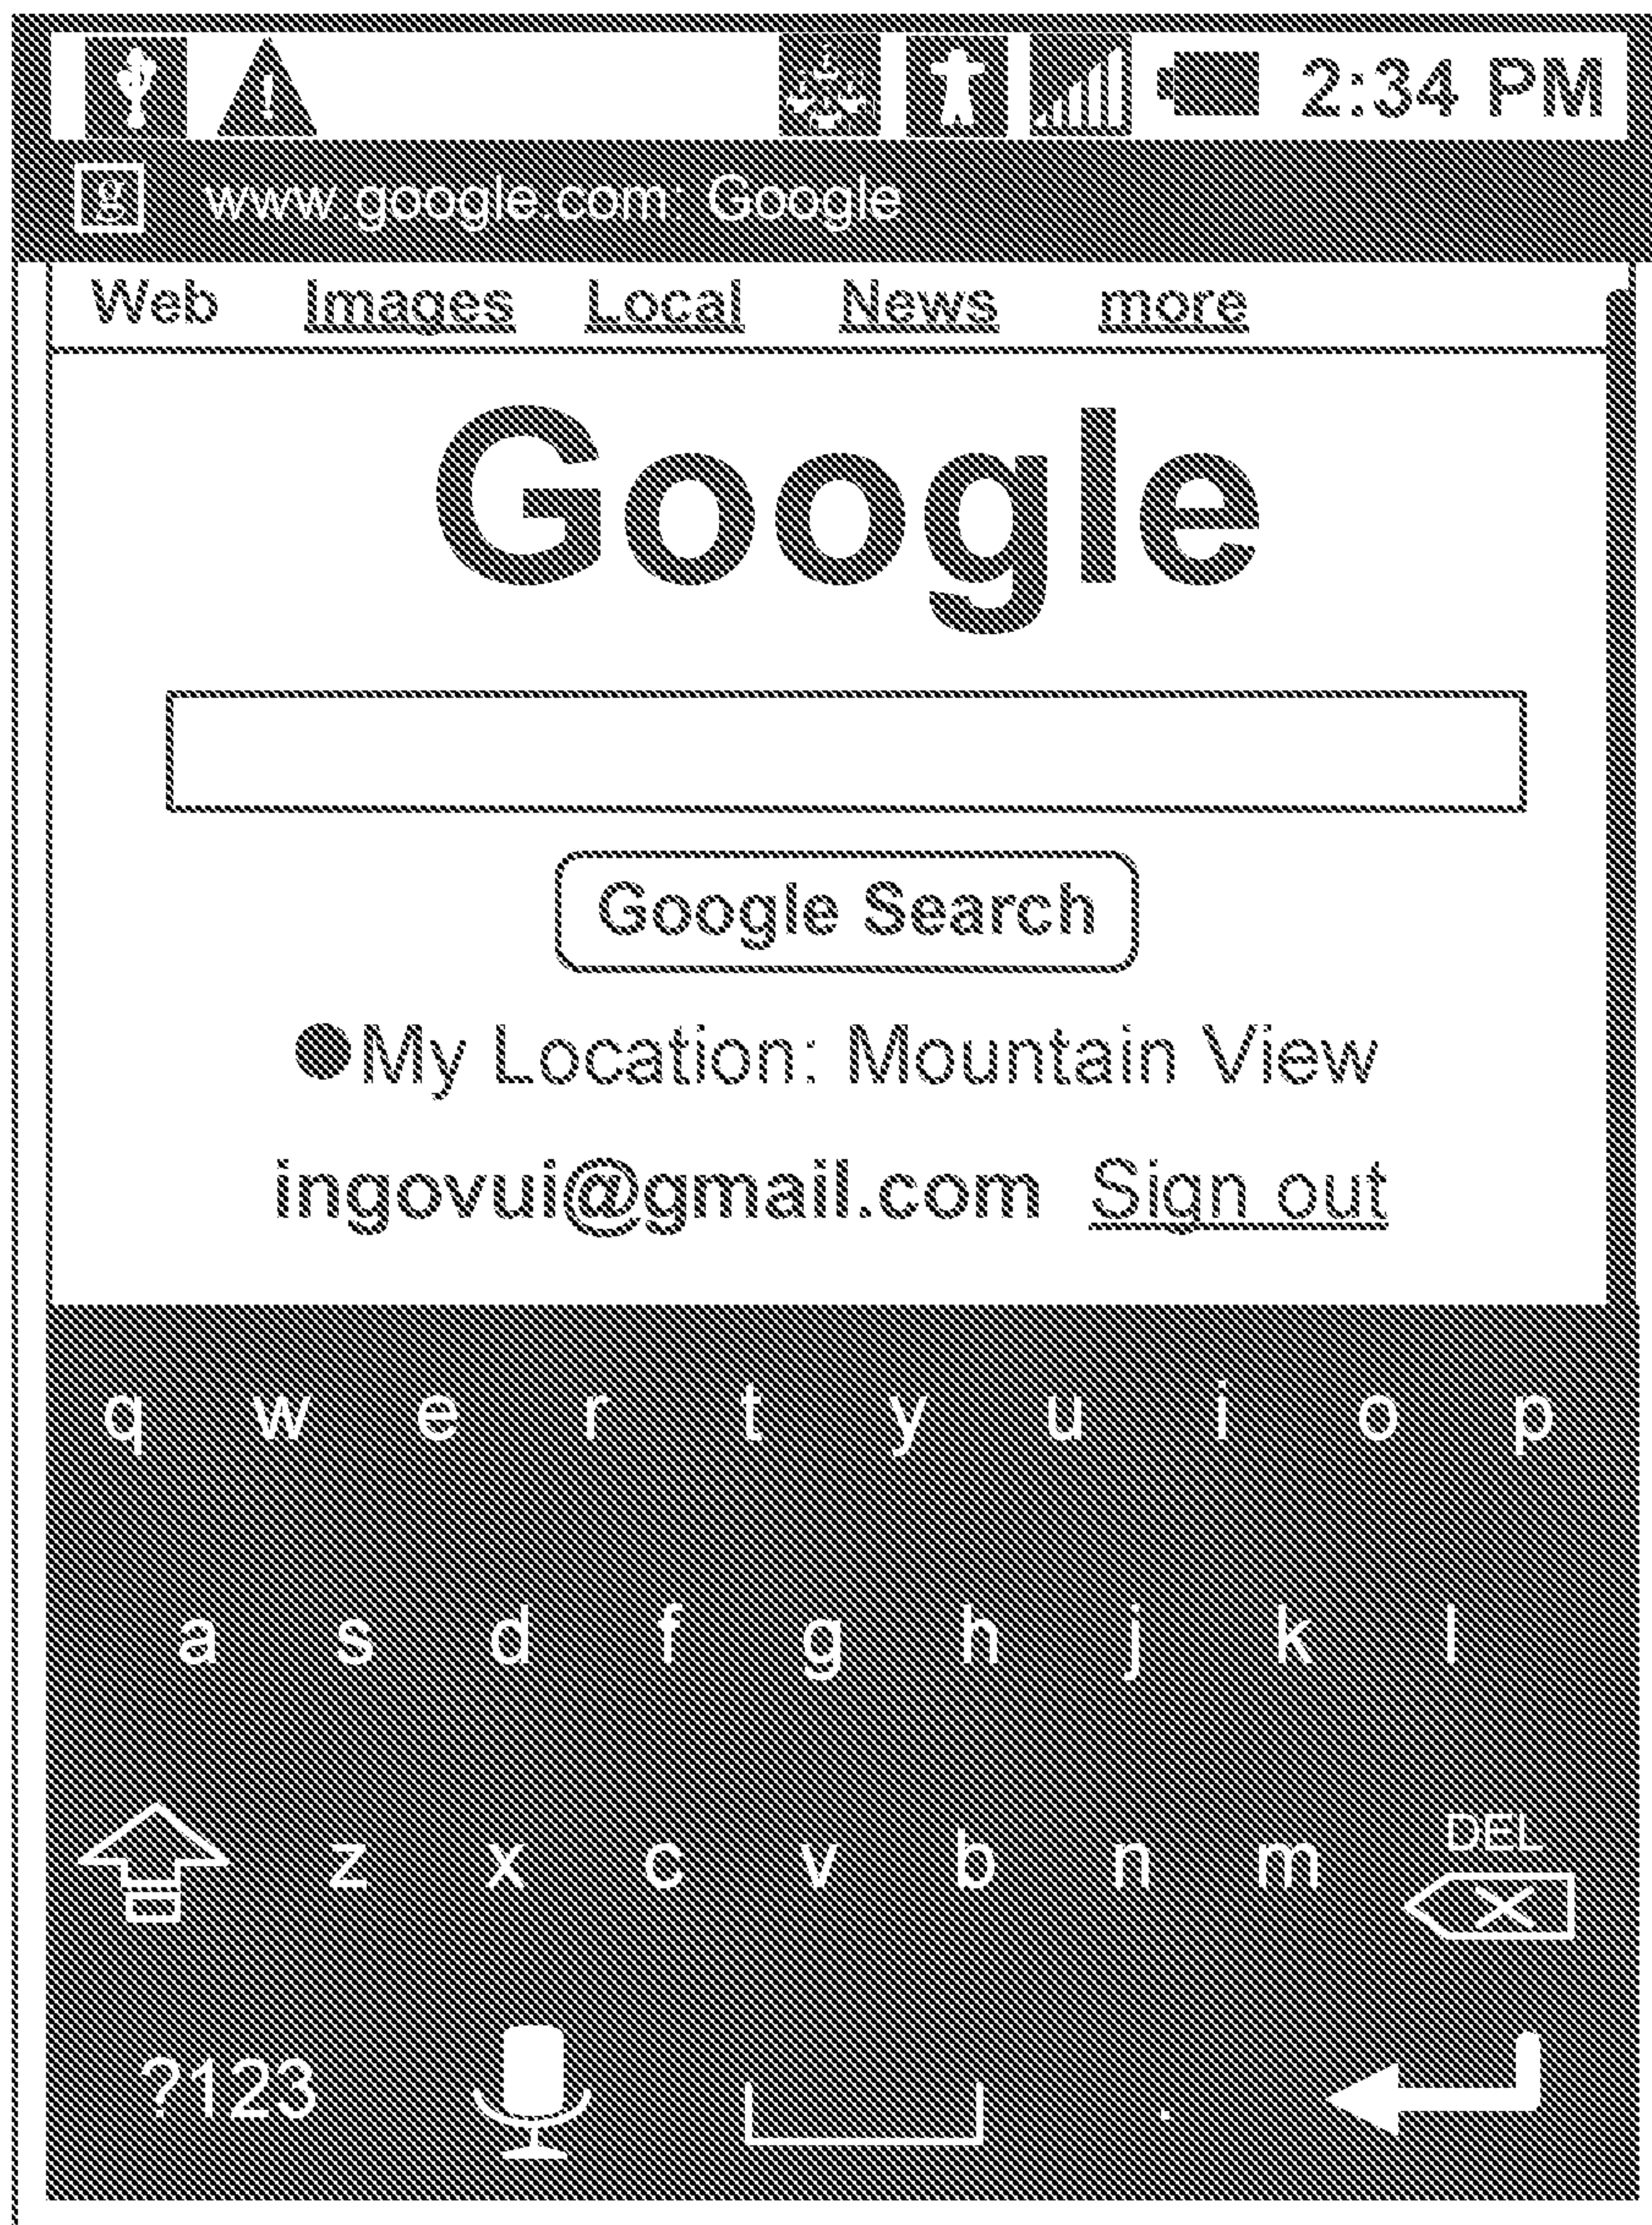 ! 2:34 PM
g www.google.com: Google
Web Images Local News more
Google
Google Search
My Location: Mountain View
ingovui@gmail.com Sign out
q w e r t y u i o p
a s d f g h j k l
z x c v b n m DEL
?123 .